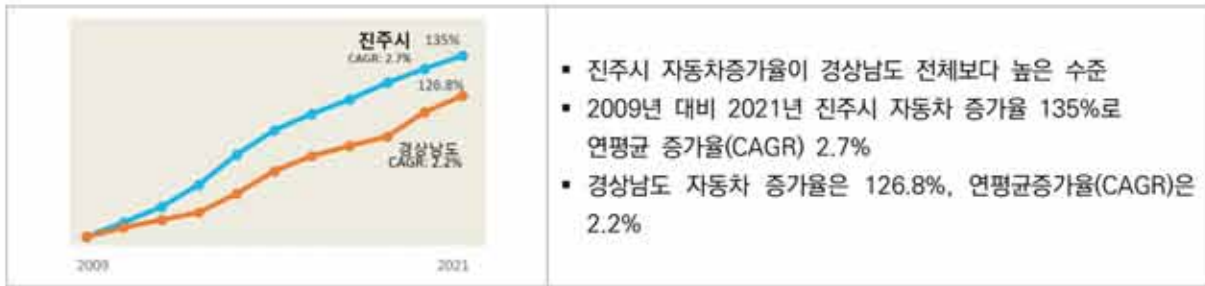 진주시 135%
CAGR: 2.7%
126.8%
경상남도
CAGR: 2.2%
2009 2021
▪ 진주시 자동차증가율이 경상남도 전체보다 높은 수준
▪ 2009년 대비 2021년 진주시 자동차 증가율 135%로
연평균 증가율(CAGR) 2.7%
▪ 경상남도 자동차 증가율은 126.8%, 연평균증가율(CAGR)은
2.2%